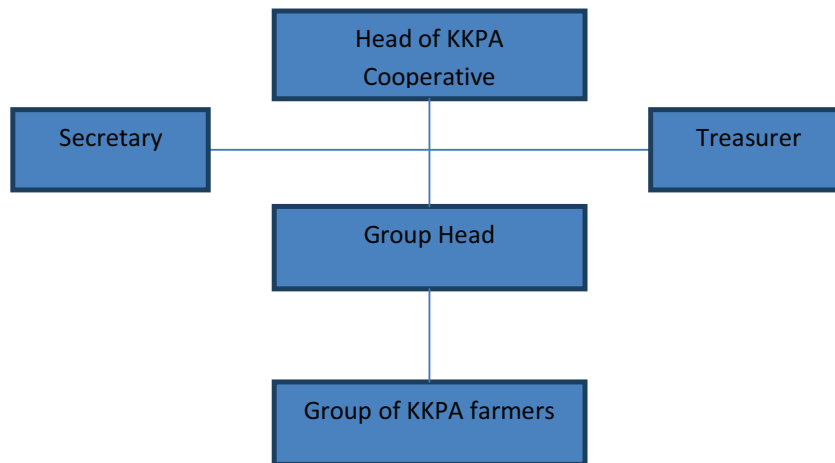 Head of KKPA
Cooperative
Secretary
Treasurer
Group Head
Group of KKPA farmers